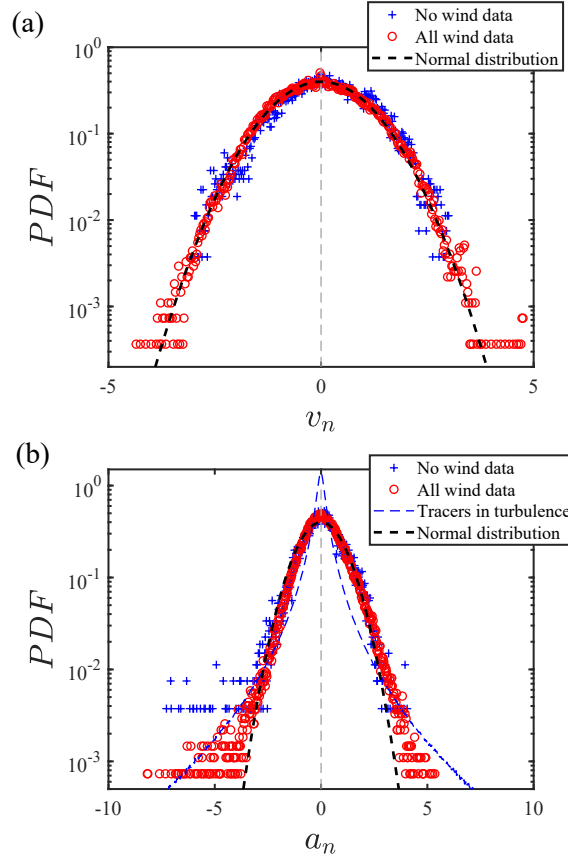 (a)
No wind data
All wind data
Normal distribution
10^0
10^-1
10^-2
10^-3
PDF
-5
0
5
v_n
(b)
No wind data
All wind data
Tracers in turbulence
Normal distribution
10^0
10^-1
10^-2
10^-3
PDF
-10
-5
0
5
10
a_n